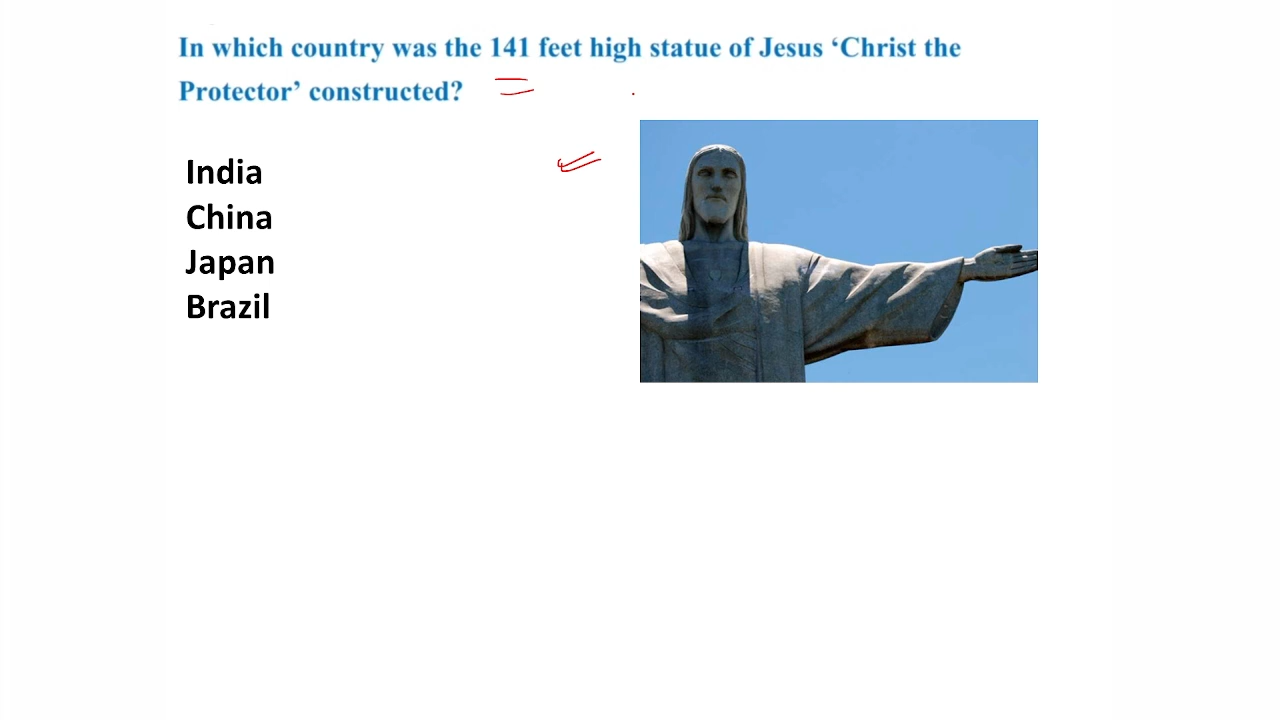 In which country was the 141 feet high statue of Jesus ‘Christ the
Protector’ constructed?
India
China
Japan
Brazil